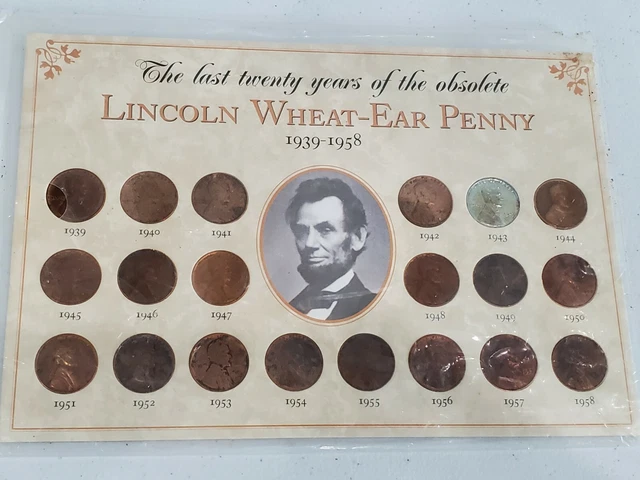 The last twenty years of the obsolete
LINCOLN WHEAT-EAR PENNY
1939-1958
1939 1940 1941 1942 1943 1944
1945 1946 1947 1948 1949 1950
1951 1952 1953 1954 1955 1956 1957 1958